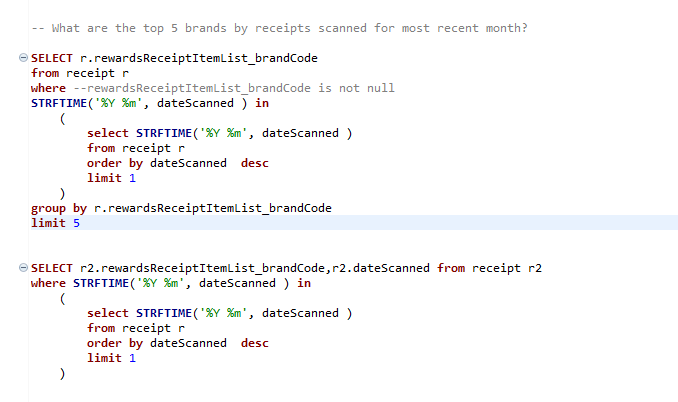 -- What are the top 5 brands by receipts scanned for most recent month?
SELECT r.rewardsReceiptItemList_brandCode
from receipt r
where --rewardsReceiptItemList_brandCode is not null
STRFTIME('%Y %m', dateScanned ) in
(
select STRFTIME('%Y %m', dateScanned )
from receipt r
order by dateScanned  desc
limit 1
)
group by r.rewardsReceiptItemList_brandCode
limit 5
SELECT r2.rewardsReceiptItemList_brandCode,r2.dateScanned from receipt r2
where STRFTIME('%Y %m', dateScanned ) in
(
select STRFTIME('%Y %m', dateScanned )
from receipt r
order by dateScanned  desc
limit 1
)